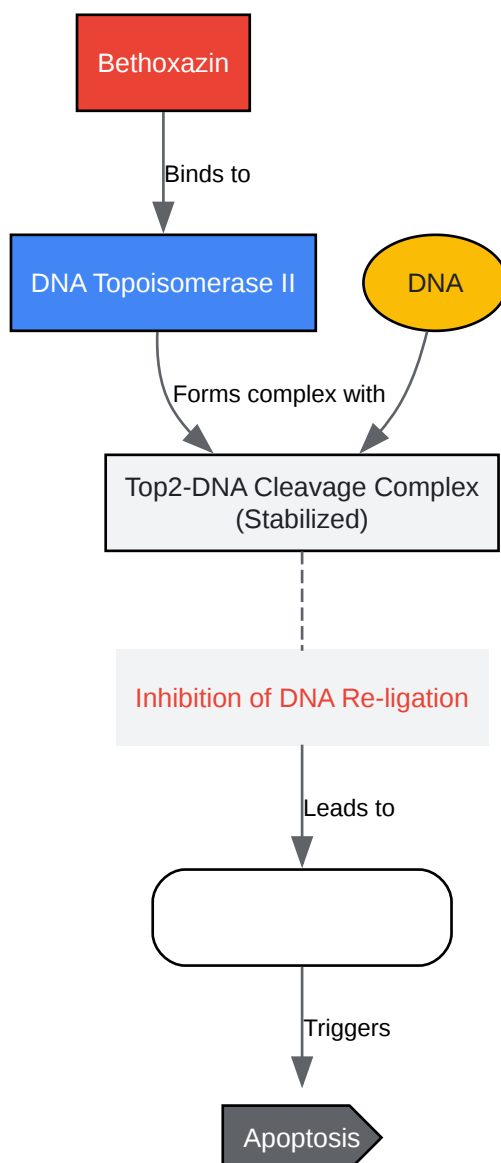 Bethoxazin
Binds to
DNA Topoisomerase II
DNA
Forms complex with
Top2-DNA Cleavage Complex
(Stabilized)
Inhibition of DNA Re-ligation
Leads to
Triggers
Apoptosis